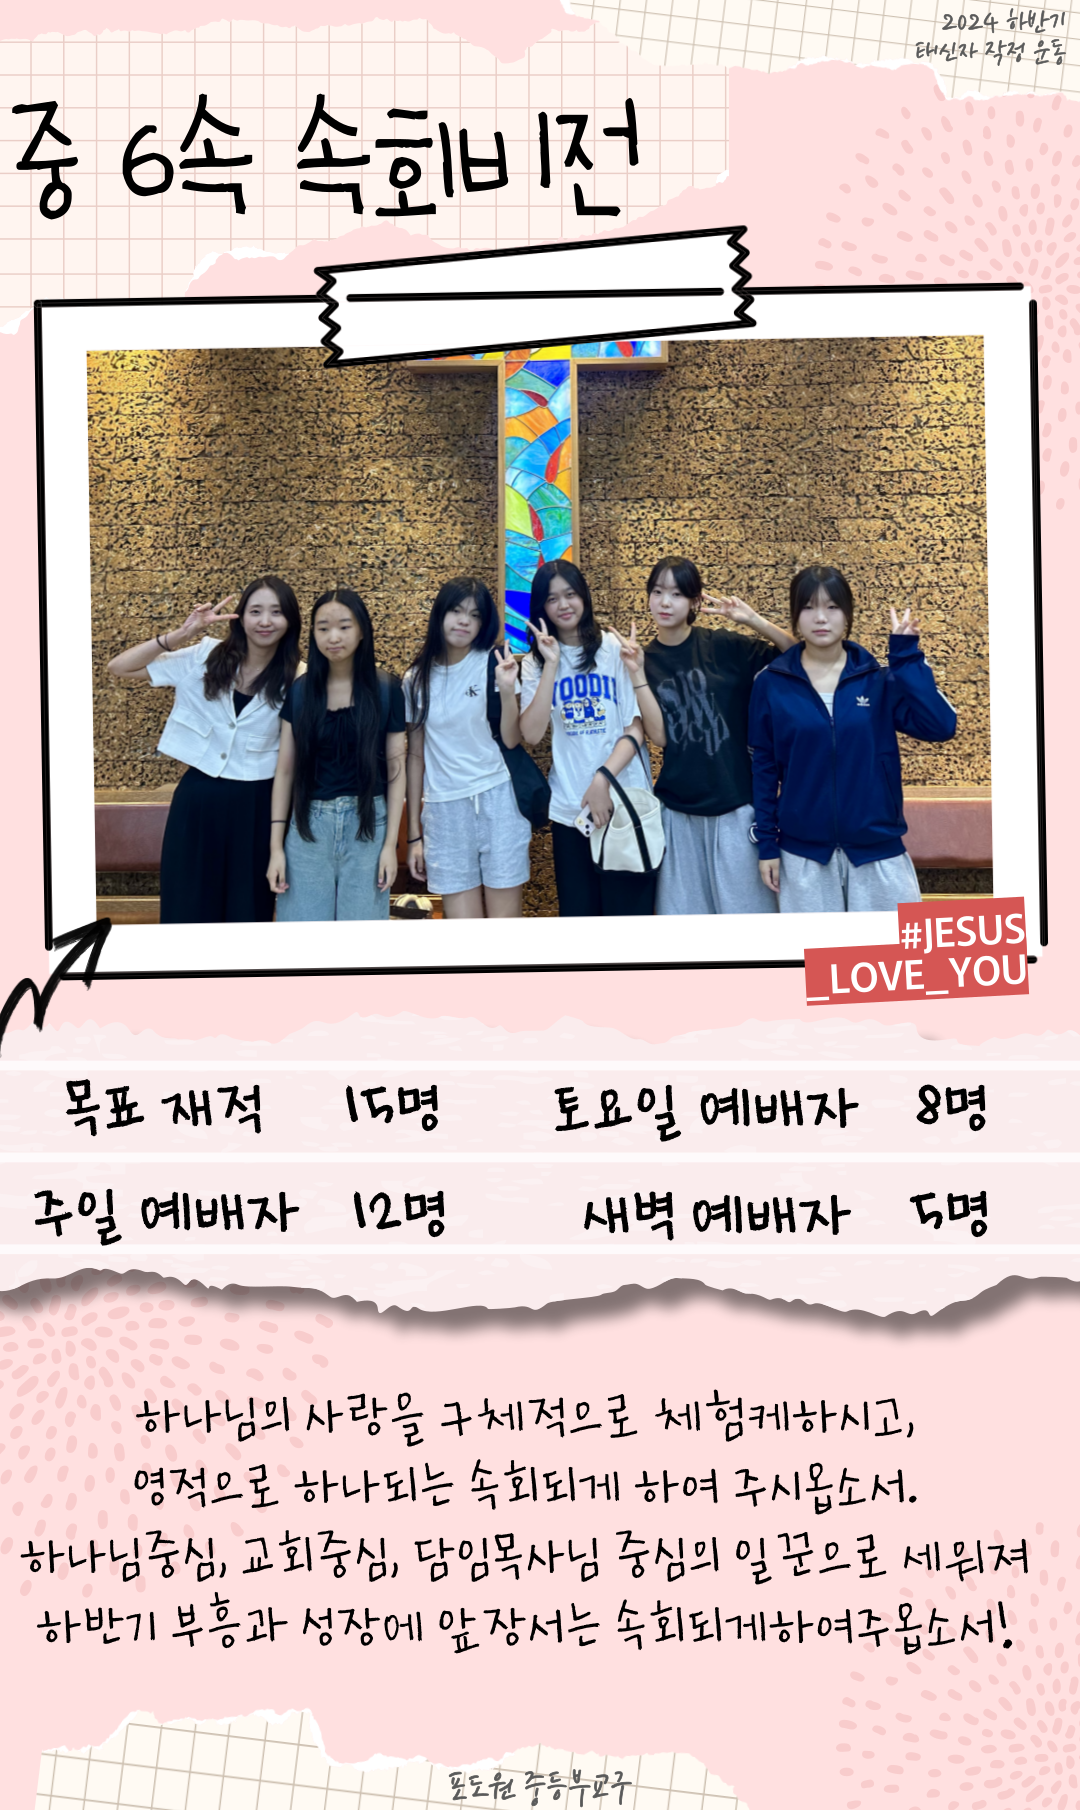 2024 하반기
태신자 작정 운동
중 6속 속회비전
#JESUS
_LOVE_YOU
목표 재적 15명 토요일 예배자 8명
주일 예배자 12명 새벽 예배자 5명
하나님의 사랑을 구체적으로 체험케하시고,
영적으로 하나되는 속회되게 하여 주시옵소서.
하나님중심, 교회중심, 담임목사님 중심의 일꾼으로 세워져
하반기 부흥과 성장에 앞장서는 속회되게하여주옵소서!
포도원 중등부교구